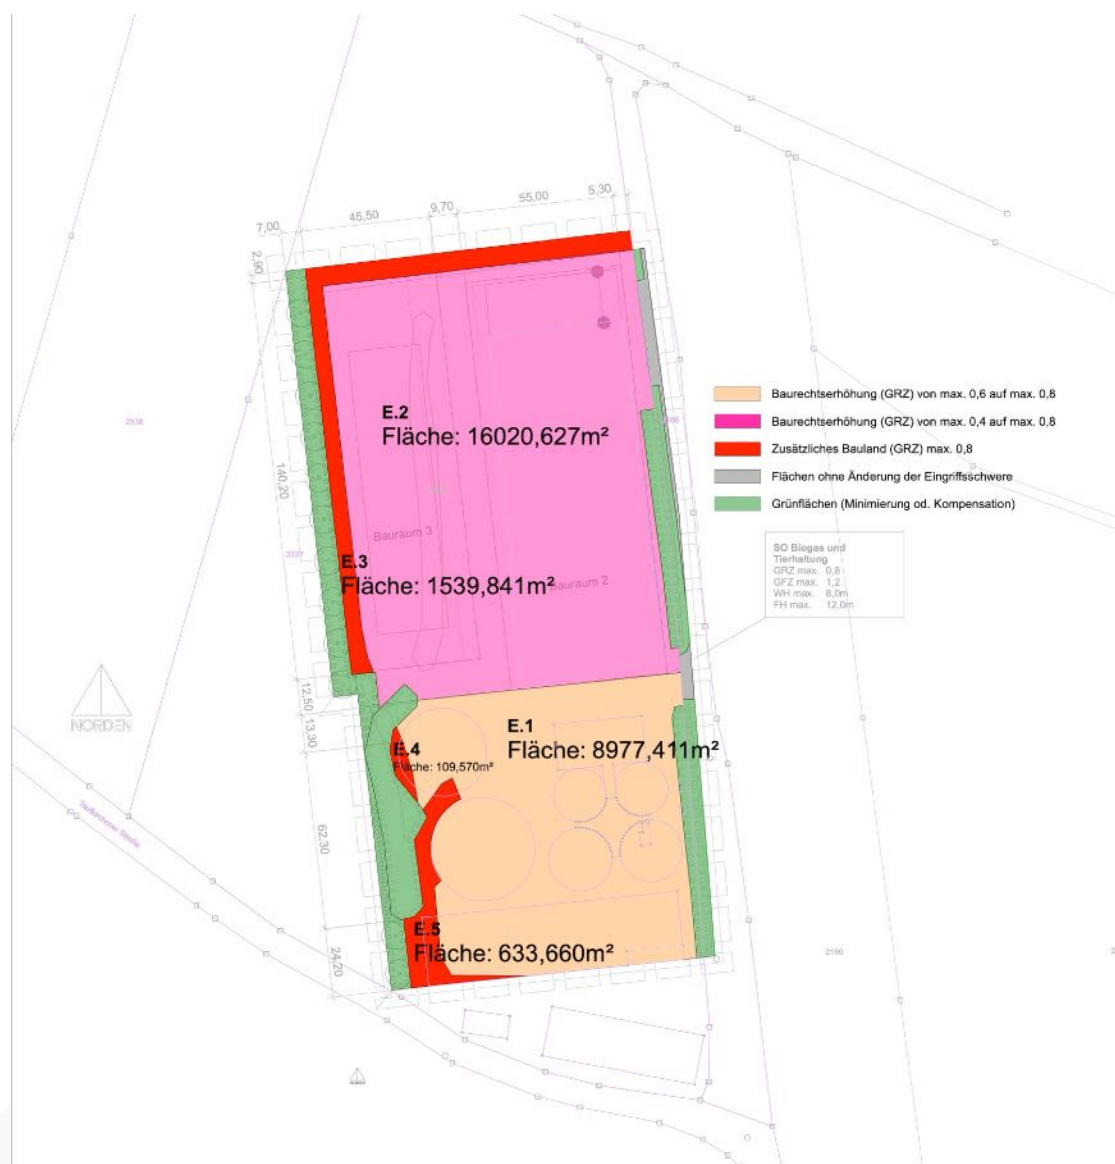 7,00
45,50
9,70
55,00
5,30
2,90
E.2
Fläche: 16020,627m²
Baurechtserhöhung (GRZ) von max. 0,6 auf max. 0,8
Baurechtserhöhung (GRZ) von max. 0,4 auf max. 0,8
Zusätzliches Bauland (GRZ) max. 0,8
Flächen ohne Änderung der Eingriffsschwere
Grünflächen (Minimierung od. Kompensation)
140,20
Bauraum 3
SO Biogas und
Tierhaltung
GRZ max. 0,8
GFZ max. 1,2
WH max. 8,0m
FH max. 12,0m
E.3
Fläche: 1539,841m²
Bauraum 2
12,50
13,30
NORDEN
E.1
Fläche: 8977,411m²
E.4
Fläche: 109,570m²
Taufkirchener Straße
62,30
E.5
Fläche: 633,660m²
24,20